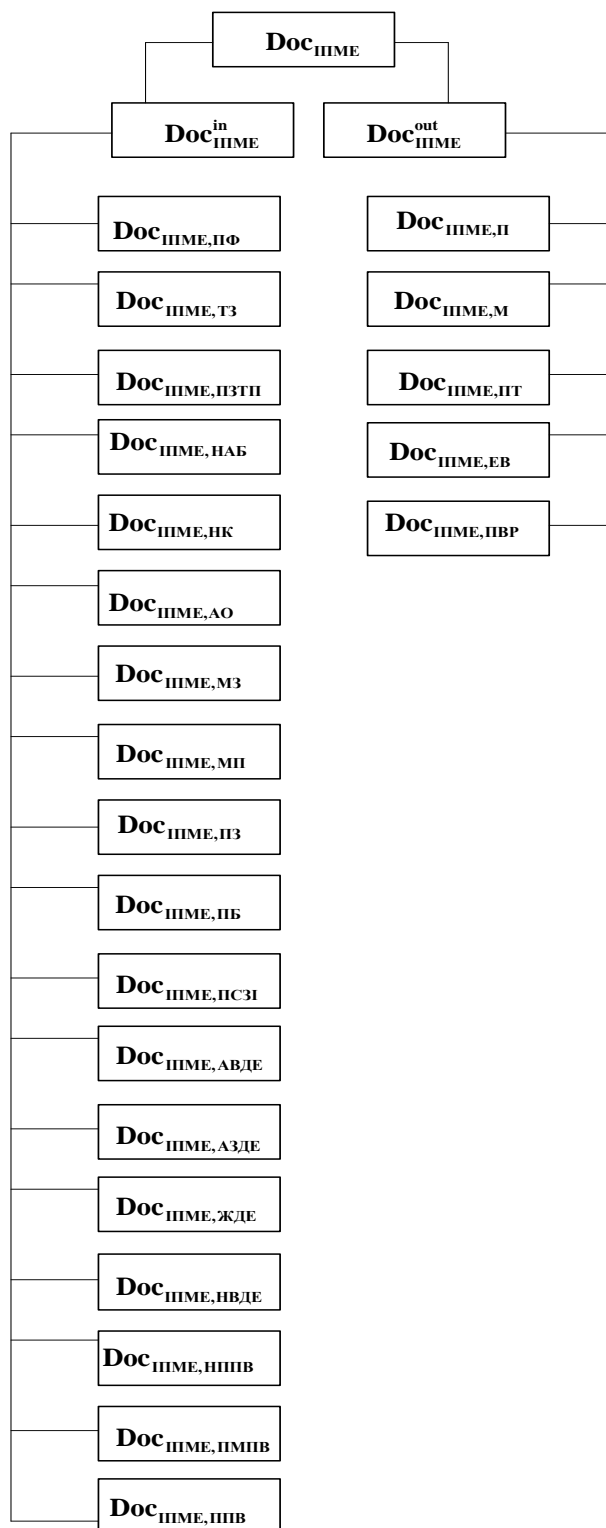 Doc ІПМЕ
Doc in ІПМЕ
Doc out ІПМЕ
Doc ІПМЕ,ПФ
Doc ІПМЕ,ТЗ
Doc ІПМЕ,ПЗТП
Doc ІПМЕ,НАБ
Doc ІПМЕ,НК
Doc ІПМЕ,АО
Doc ІПМЕ,МЗ
Doc ІПМЕ,МП
Doc ІПМЕ,ПЗ
Doc ІПМЕ,ПБ
Doc ІПМЕ,ПСЗІ
Doc ІПМЕ,АВДЕ
Doc ІПМЕ,АЗДЕ
Doc ІПМЕ,ЖДЕ
Doc ІПМЕ,НВДЕ
Doc ІПМЕ,НППВ
Doc ІПМЕ,ПМПВ
Doc ІПМЕ,ППВ
Doc ІПМЕ,П
Doc ІПМЕ,М
Doc ІПМЕ,ПТ
Doc ІПМЕ,ЕВ
Doc ІПМЕ,ПВР